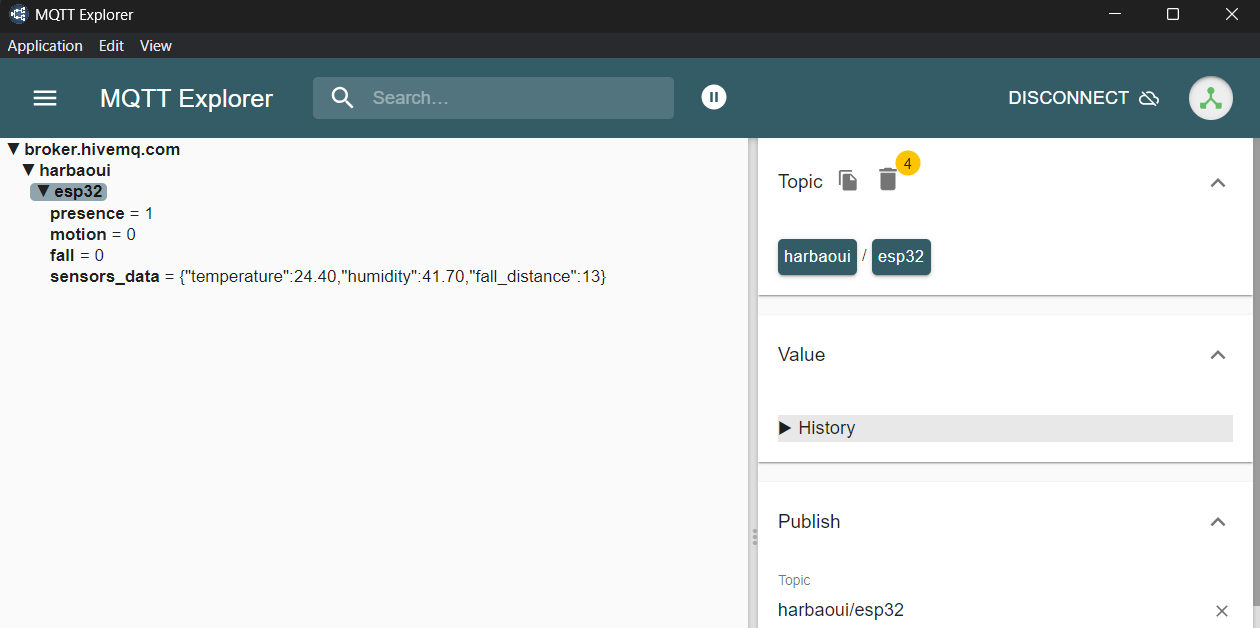 MQTT Explorer
Application Edit View
MQTT Explorer Search... DISCONNECT
broker.hivemq.com
harbaoui
esp32
presence = 1
motion = 0
fall = 0
sensors_data = {"temperature":24.40,"humidity":41.70,"fall_distance":13}
Topic 4
harbaoui / esp32
Value
History
Publish
Topic
harbaoui/esp32